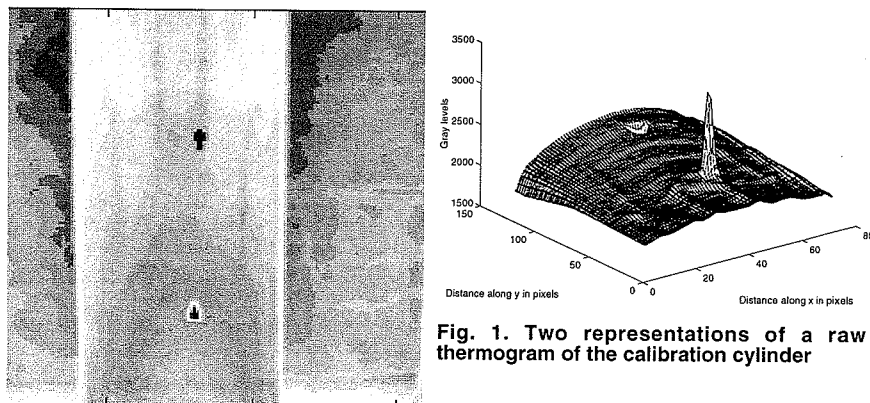 3500
3000
2500
2000
1500
Gray levels
150
100
50
0
0
20
40
60
80
Distance along y in pixels
Distance along x in pixels
Fig. 1. Two representations of a raw
thermogram of the calibration cylinder